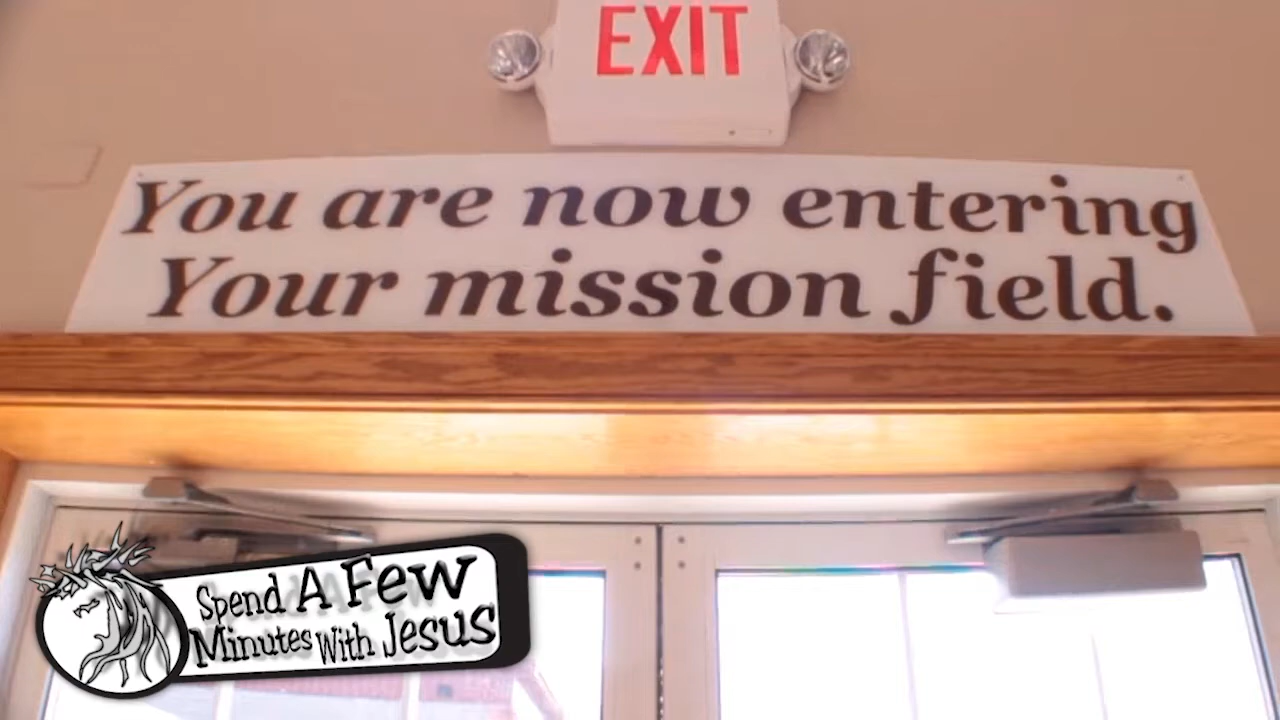 EXIT
You are now entering
Your mission field.
Spend A Few
Minutes With Jesus